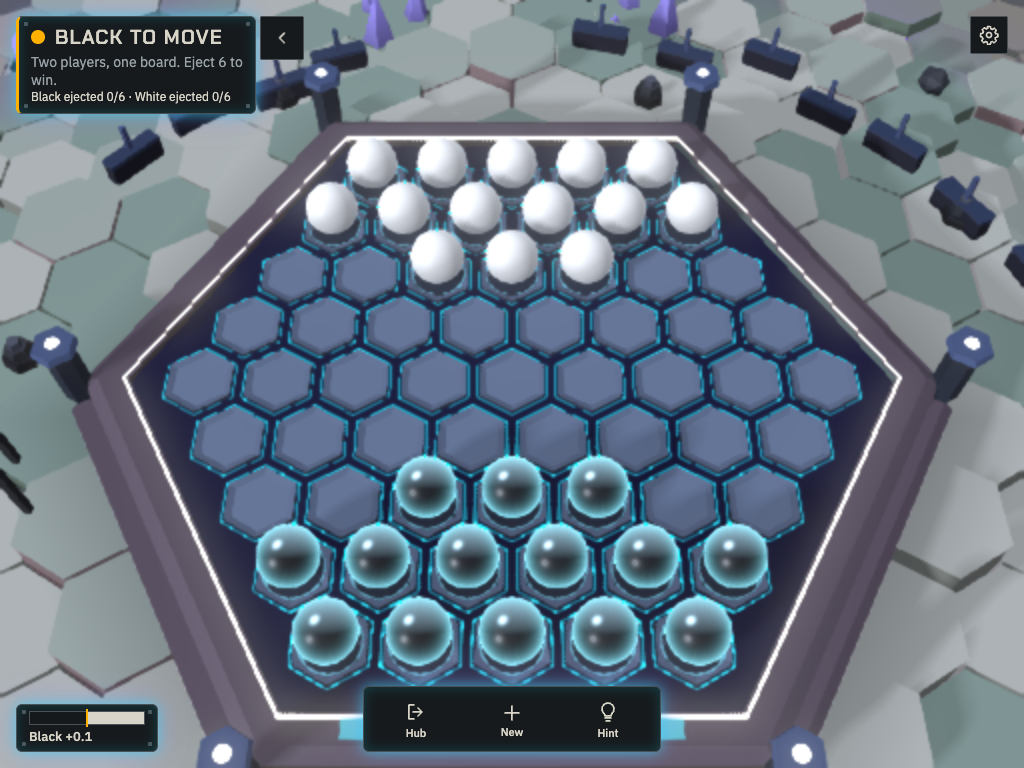 BLACK TO MOVE
Two players, one board. Eject 6 to
win.
Black ejected 0/6 · White ejected 0/6
Black +0.1
Hub
New
Hint